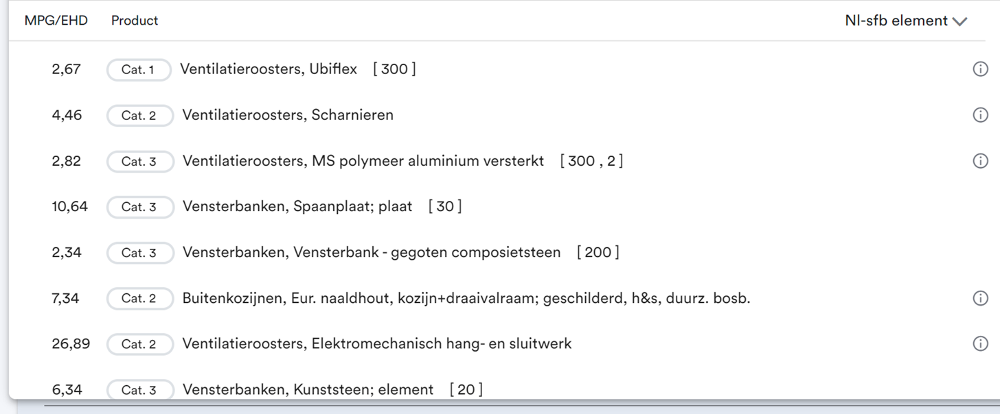 MPG/EHD Product Nl-sfb element
2,67 Cat. 1 Ventilatieroosters, Ubiflex [ 300 ]
4,46 Cat. 2 Ventilatieroosters, Scharnieren
2,82 Cat. 3 Ventilatieroosters, MS polymeer aluminium versterkt [ 300 , 2 ]
10,64 Cat. 3 Vensterbanken, Spaanplaat; plaat [ 30 ]
2,34 Cat. 3 Vensterbanken, Vensterbank - gegoten composietsteen [ 200 ]
7,34 Cat. 2 Buitenkozijnen, Eur. naaldhout, kozijn+draaivalraam; geschilderd, h&s, duurz. bosb.
26,89 Cat. 2 Ventilatieroosters, Elektromechanisch hang- en sluitwerk
6,34 Cat. 3 Vensterbanken, Kunststeen; element [ 20 ]